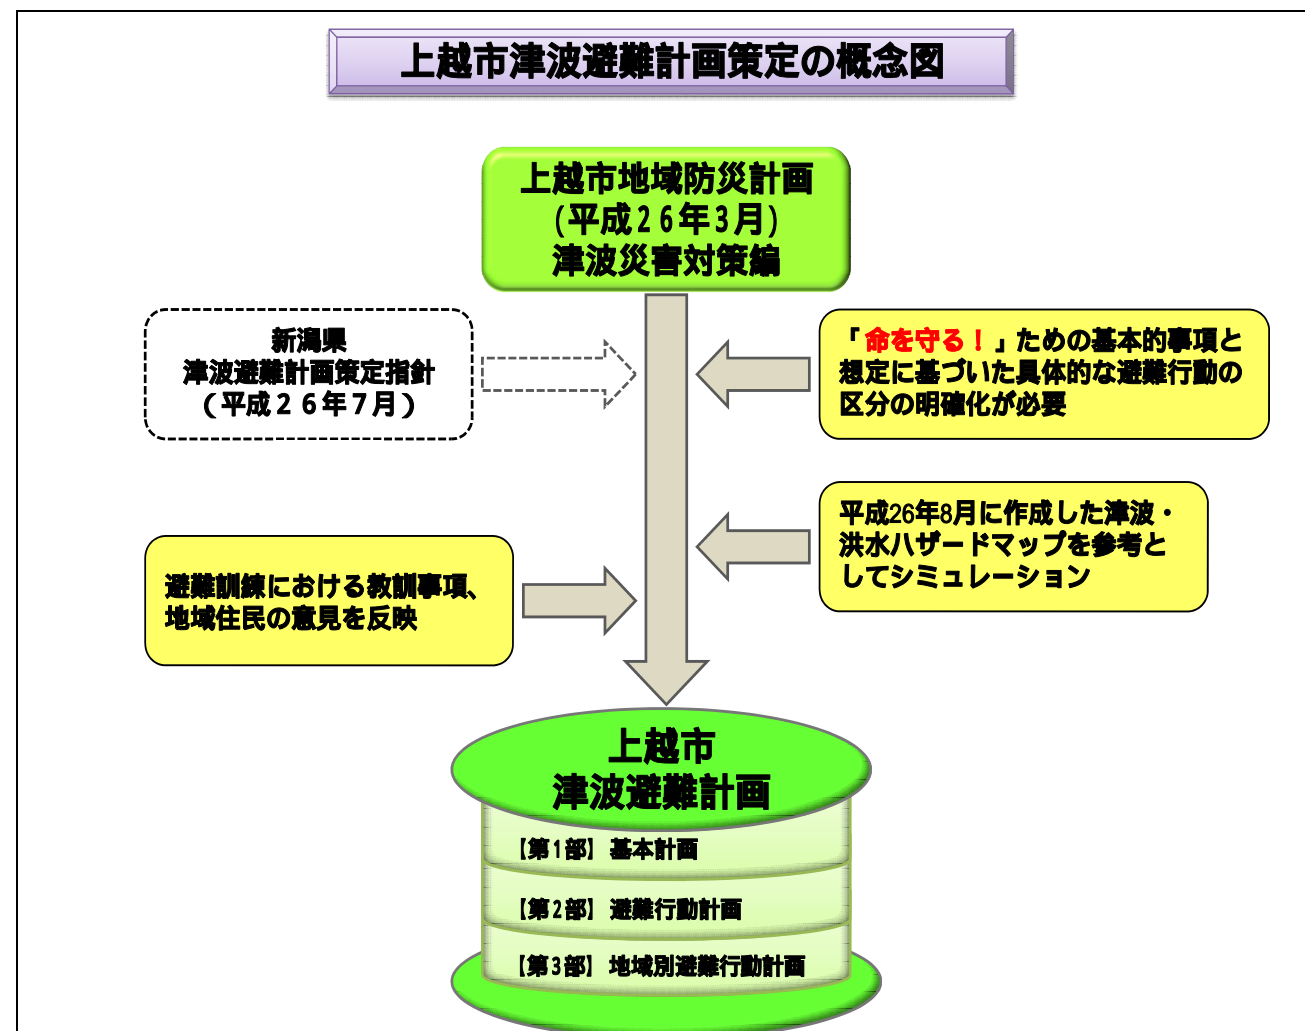 上越市津波避難計画策定の概念図
上越市地域防災計画
(平成26年3月)
津波災害対策編
新潟県
津波避難計画策定指針
（平成２６年７月）
「命を守る！」ための基本的事項と
想定に基づいた具体的な避難行動の
区分の明確化が必要
平成26年8月に作成した津波・
洪水ハザードマップを参考と
してシミュレーション
避難訓練における教訓事項、
地域住民の意見を反映
上越市
津波避難計画
【第1部】 基本計画
【第2部】 避難行動計画
【第3部】 地域別避難行動計画